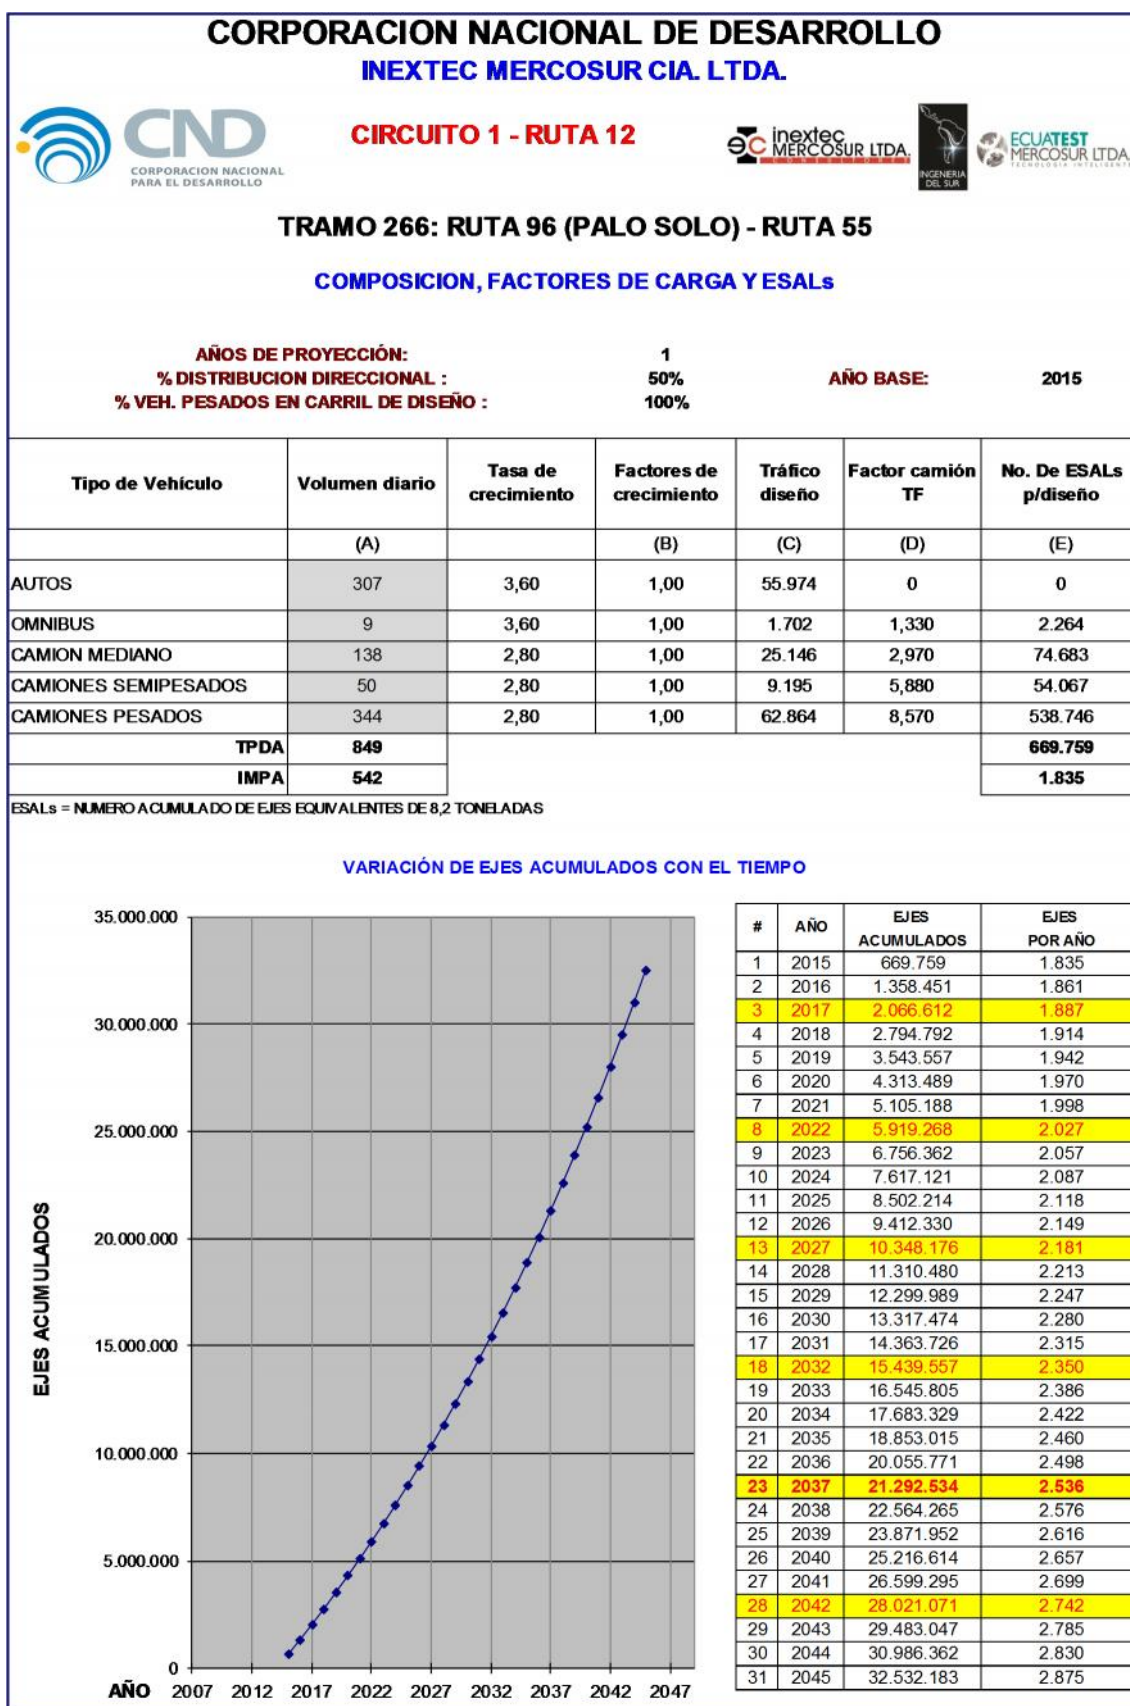 CORPORACION NACIONAL DE DESARROLLO
INEXTEC MERCOSUR CIA. LTDA.
CND
CORPORACION NACIONAL
PARA EL DESARROLLO
CIRCUITO 1 - RUTA 12
inextec
MERCOSUR LTDA.
CONSULTORES
INGENIERIA
DEL SUR
ECUATEST
MERCOSUR LTDA.
TECNOLOGIA INTELIGENTE
TRAMO 266: RUTA 96 (PALO SOLO) - RUTA 55
COMPOSICION, FACTORES DE CARGA Y ESALs
AÑOS DE PROYECCIÓN: 1
% DISTRIBUCION DIRECCIONAL : 50% AÑO BASE: 2015
% VEH. PESADOS EN CARRIL DE DISEÑO : 100%
Tipo de Vehículo Volumen diario Tasa de crecimiento Factores de crecimiento Tráfico diseño Factor camión TF No. De ESALs p/diseño
(A) (B) (C) (D) (E)
AUTOS 307 3,60 1,00 55.974 0 0
OMNIBUS 9 3,60 1,00 1.702 1,330 2.264
CAMION MEDIANO 138 2,80 1,00 25.146 2,970 74.683
CAMIONES SEMIPESADOS 50 2,80 1,00 9.195 5,880 54.067
CAMIONES PESADOS 344 2,80 1,00 62.864 8,570 538.746
TPDA 849 669.759
IMPA 542 1.835
ESALs = NUMERO ACUMULADO DE EJES EQUIVALENTES DE 8,2 TONELADAS
VARIACIÓN DE EJES ACUMULADOS CON EL TIEMPO
EJES ACUMULADOS
35.000.000
30.000.000
25.000.000
20.000.000
15.000.000
10.000.000
5.000.000
0
AÑO 2007 2012 2017 2022 2027 2032 2037 2042 2047
# AÑO EJES ACUMULADOS EJES POR AÑO
1 2015 669.759 1.835
2 2016 1.358.451 1.861
3 2017 2.066.612 1.887
4 2018 2.794.792 1.914
5 2019 3.543.557 1.942
6 2020 4.313.489 1.970
7 2021 5.105.188 1.998
8 2022 5.919.268 2.027
9 2023 6.756.362 2.057
10 2024 7.617.121 2.087
11 2025 8.502.214 2.118
12 2026 9.412.330 2.149
13 2027 10.348.176 2.181
14 2028 11.310.480 2.213
15 2029 12.299.989 2.247
16 2030 13.317.474 2.280
17 2031 14.363.726 2.315
18 2032 15.439.557 2.350
19 2033 16.545.805 2.386
20 2034 17.683.329 2.422
21 2035 18.853.015 2.460
22 2036 20.055.771 2.498
23 2037 21.292.534 2.536
24 2038 22.564.265 2.576
25 2039 23.871.952 2.616
26 2040 25.216.614 2.657
27 2041 26.599.295 2.699
28 2042 28.021.071 2.742
29 2043 29.483.047 2.785
30 2044 30.986.362 2.830
31 2045 32.532.183 2.875